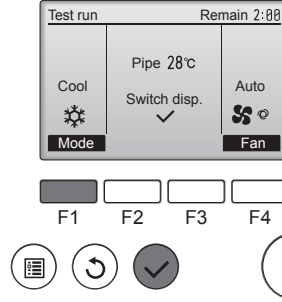 Test run Remain 2:00
Pipe 28℃
Cool
Switch disp.
Auto
Mode
Fan
F1 F2 F3 F4